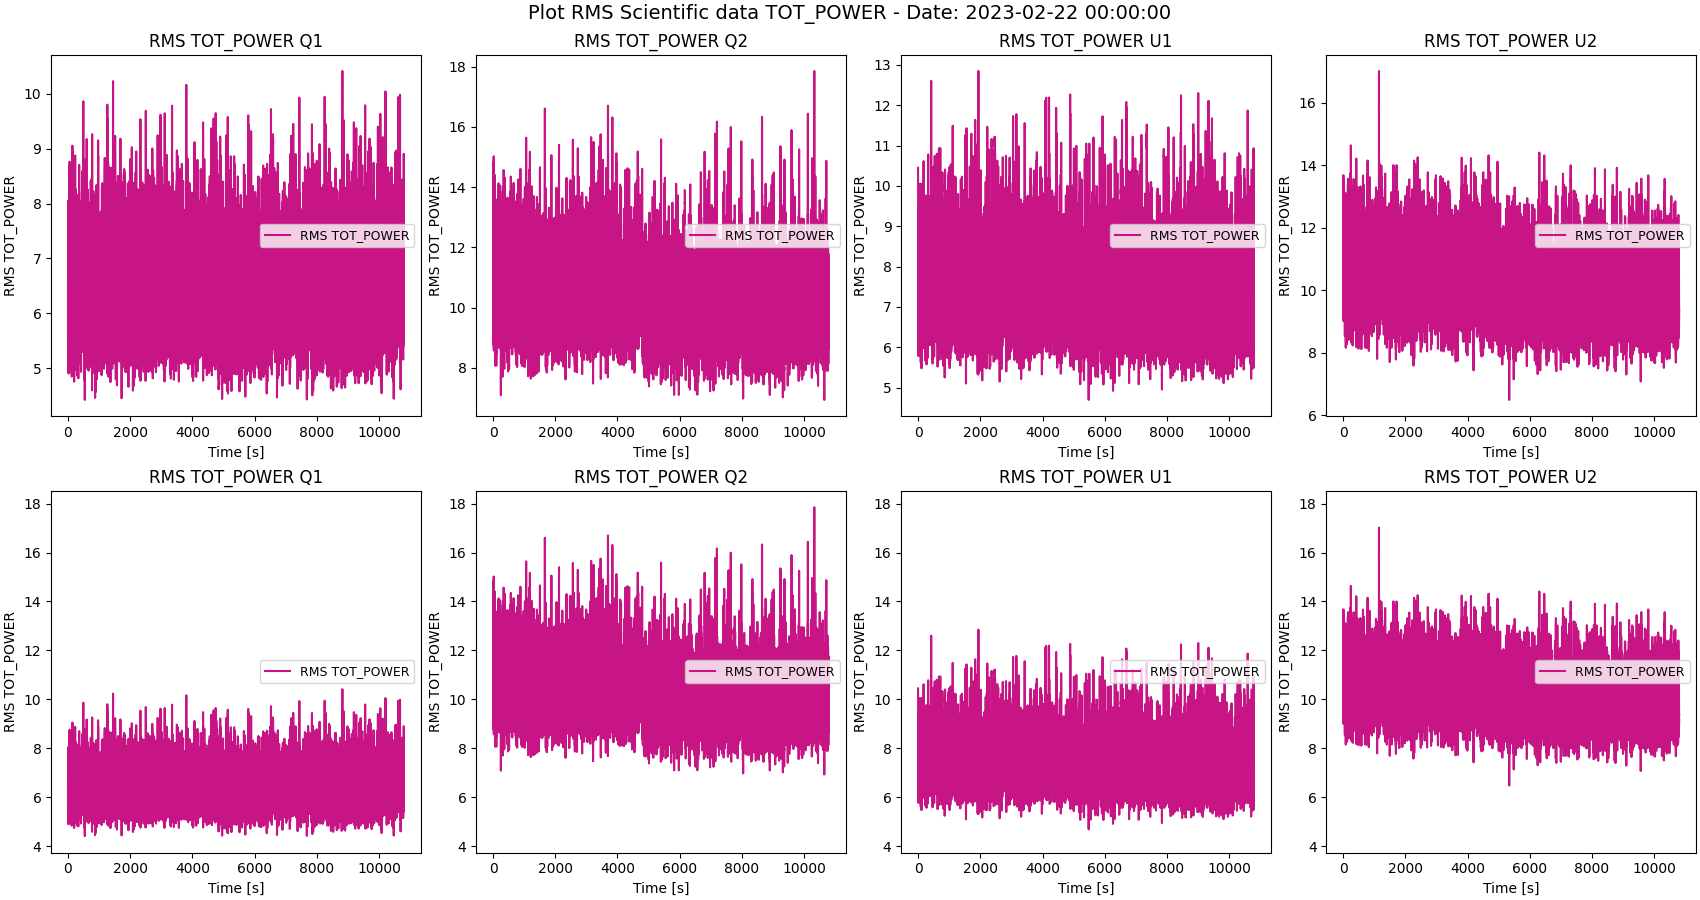 Plot RMS Scientific data TOT_POWER - Date: 2023-02-22 00:00:00
RMS TOT_POWER Q1
RMS TOT_POWER
10
9
8
7
6
5
RMS TOT_POWER
0 2000 4000 6000 8000 10000
Time [s]
RMS TOT_POWER Q2
RMS TOT_POWER
18
16
14
12
10
8
RMS TOT_POWER
0 2000 4000 6000 8000 10000
Time [s]
RMS TOT_POWER U1
RMS TOT_POWER
13
12
11
10
9
8
7
6
5
RMS TOT_POWER
0 2000 4000 6000 8000 10000
Time [s]
RMS TOT_POWER U2
RMS TOT_POWER
16
14
12
10
8
6
RMS TOT_POWER
0 2000 4000 6000 8000 10000
Time [s]
RMS TOT_POWER Q1
RMS TOT_POWER
18
16
14
12
10
8
6
4
RMS TOT_POWER
0 2000 4000 6000 8000 10000
Time [s]
RMS TOT_POWER Q2
RMS TOT_POWER
18
16
14
12
10
8
6
4
RMS TOT_POWER
0 2000 4000 6000 8000 10000
Time [s]
RMS TOT_POWER U1
RMS TOT_POWER
18
16
14
12
10
8
6
4
RMS TOT_POWER
0 2000 4000 6000 8000 10000
Time [s]
RMS TOT_POWER U2
RMS TOT_POWER
18
16
14
12
10
8
6
4
RMS TOT_POWER
0 2000 4000 6000 8000 10000
Time [s]